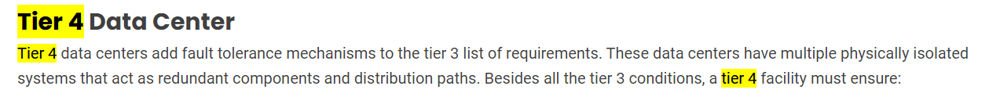 Tier 4 Data Center
Tier 4 data centers add fault tolerance mechanisms to the tier 3 list of requirements. These data centers have multiple physically isolated
systems that act as redundant components and distribution paths. Besides all the tier 3 conditions, a tier 4 facility must ensure: